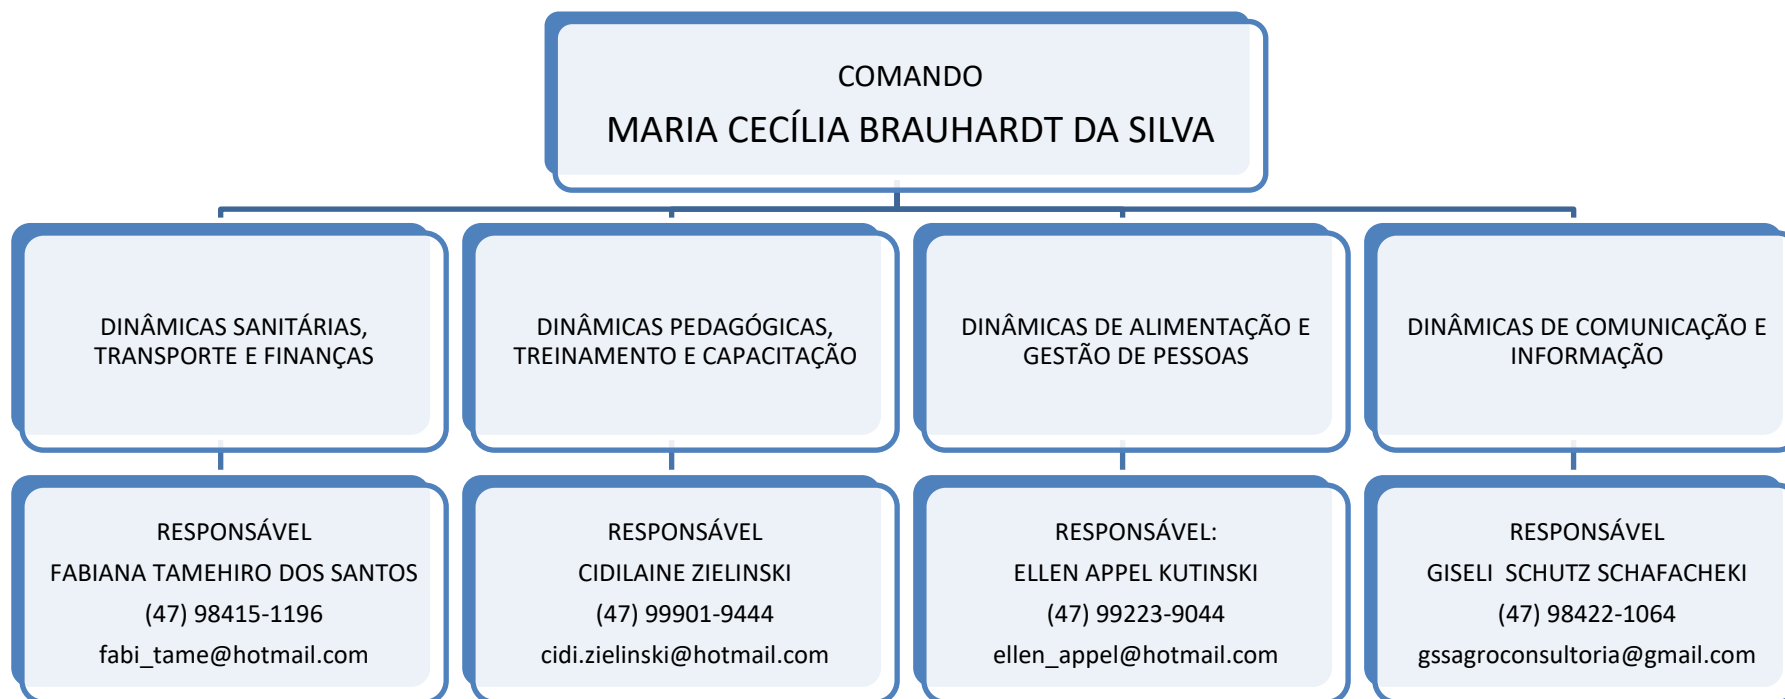 COMANDO
MARIA CECÍLIA BRAUHARDT DA SILVA
DINÂMICAS SANITÁRIAS,
TRANSPORTE E FINANÇAS
DINÂMICAS PEDAGÓGICAS,
TREINAMENTO E CAPACITAÇÃO
DINÂMICAS DE ALIMENTAÇÃO E
GESTÃO DE PESSOAS
DINÂMICAS DE COMUNICAÇÃO E
INFORMAÇÃO
RESPONSÁVEL
FABIANA TAMEHIRO DOS SANTOS
(47) 98415-1196
fabi_tame@hotmail.com
RESPONSÁVEL
CIDILAINE ZIELINSKI
(47) 99901-9444
cidi.zielinski@hotmail.com
RESPONSÁVEL:
ELLEN APPEL KUTINSKI
(47) 99223-9044
ellen_appel@hotmail.com
RESPONSÁVEL
GISELI  SCHUTZ SCHAFACHEKI
(47) 98422-1064
gssagroconsultoria@gmail.com